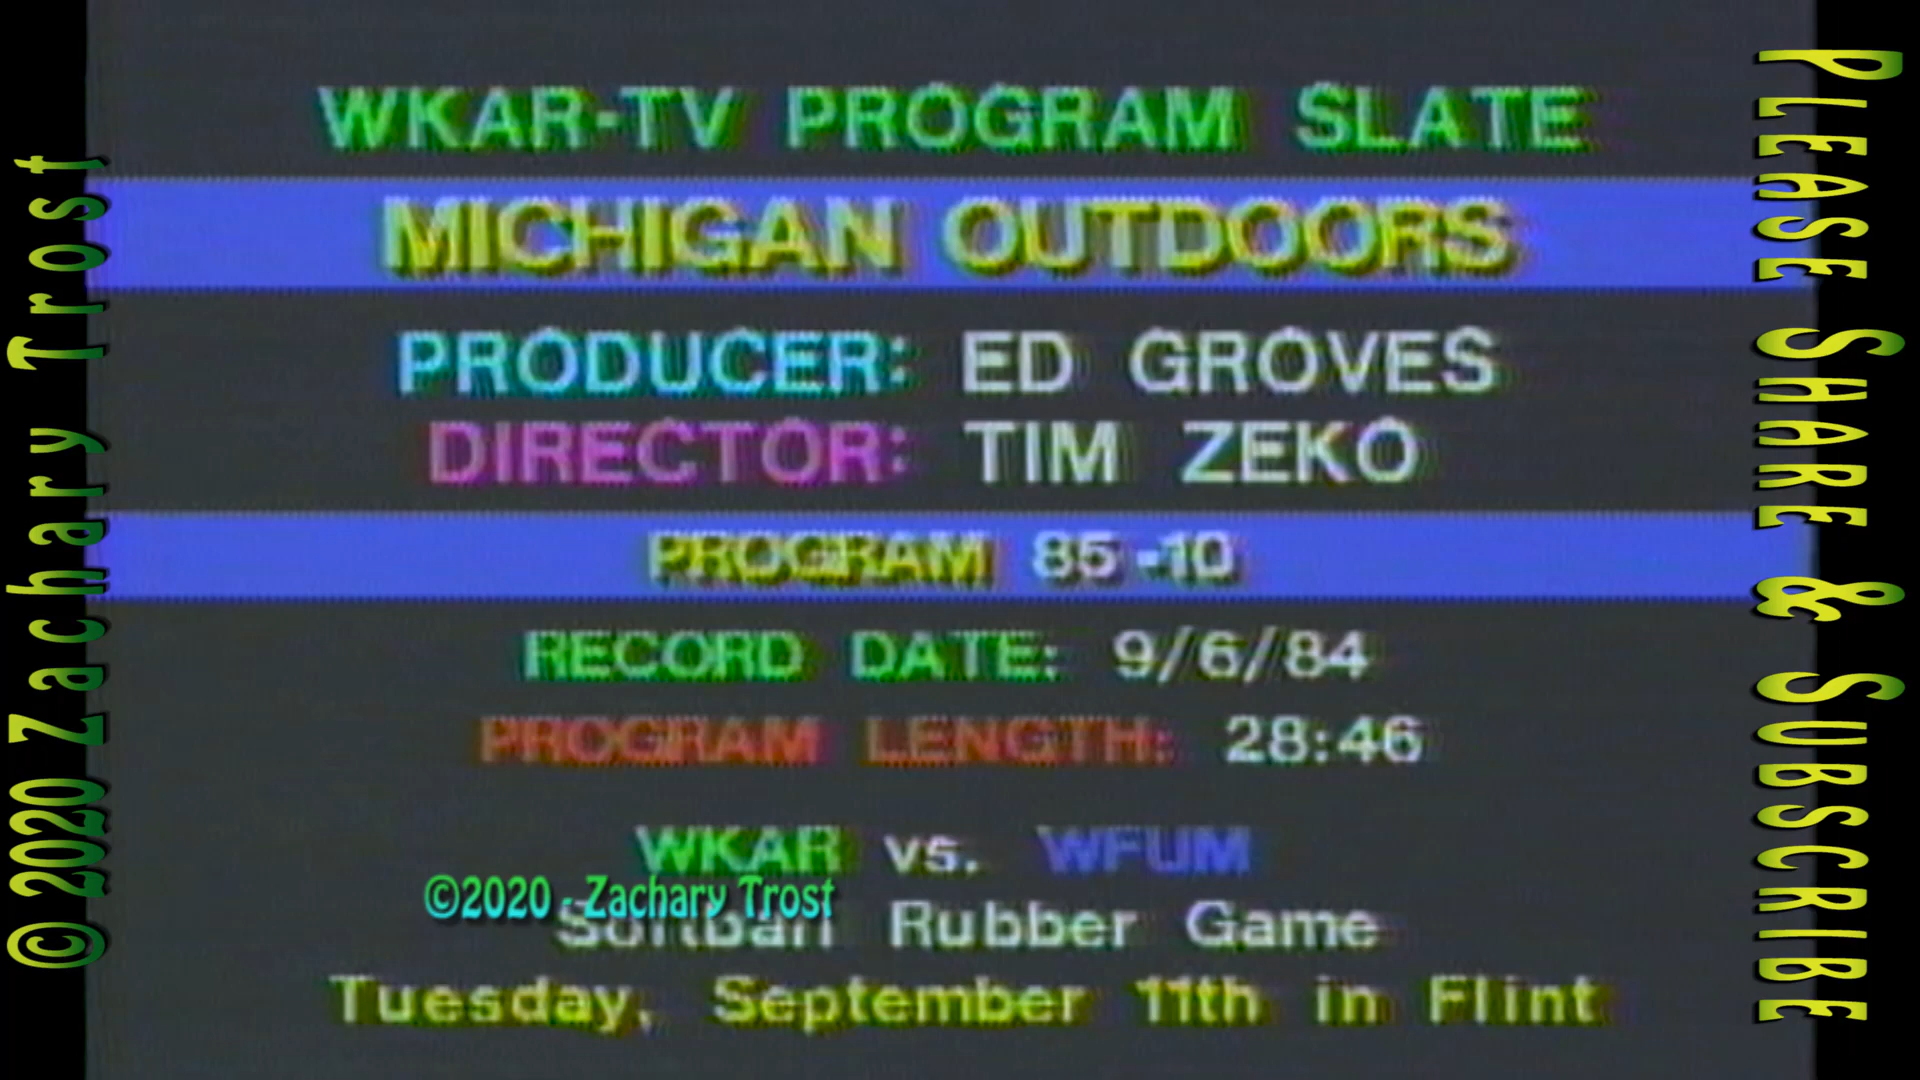 WKAR-TV PROGRAM SLATE
MICHIGAN OUTDOORS
PRODUCER: ED GROVES
DIRECTOR: TIM ZEKO
PROGRAM 85-10
RECORD DATE: 9/6/84
PROGRAM LENGTH: 28:46
WKAR vs. WFUM
©2020 - Zachary Trost
Softball Rubber Game
Tuesday, September 11th in Flint
© 2020 Zachary Trost
PLEASE SHARE & SUBSCRIBE